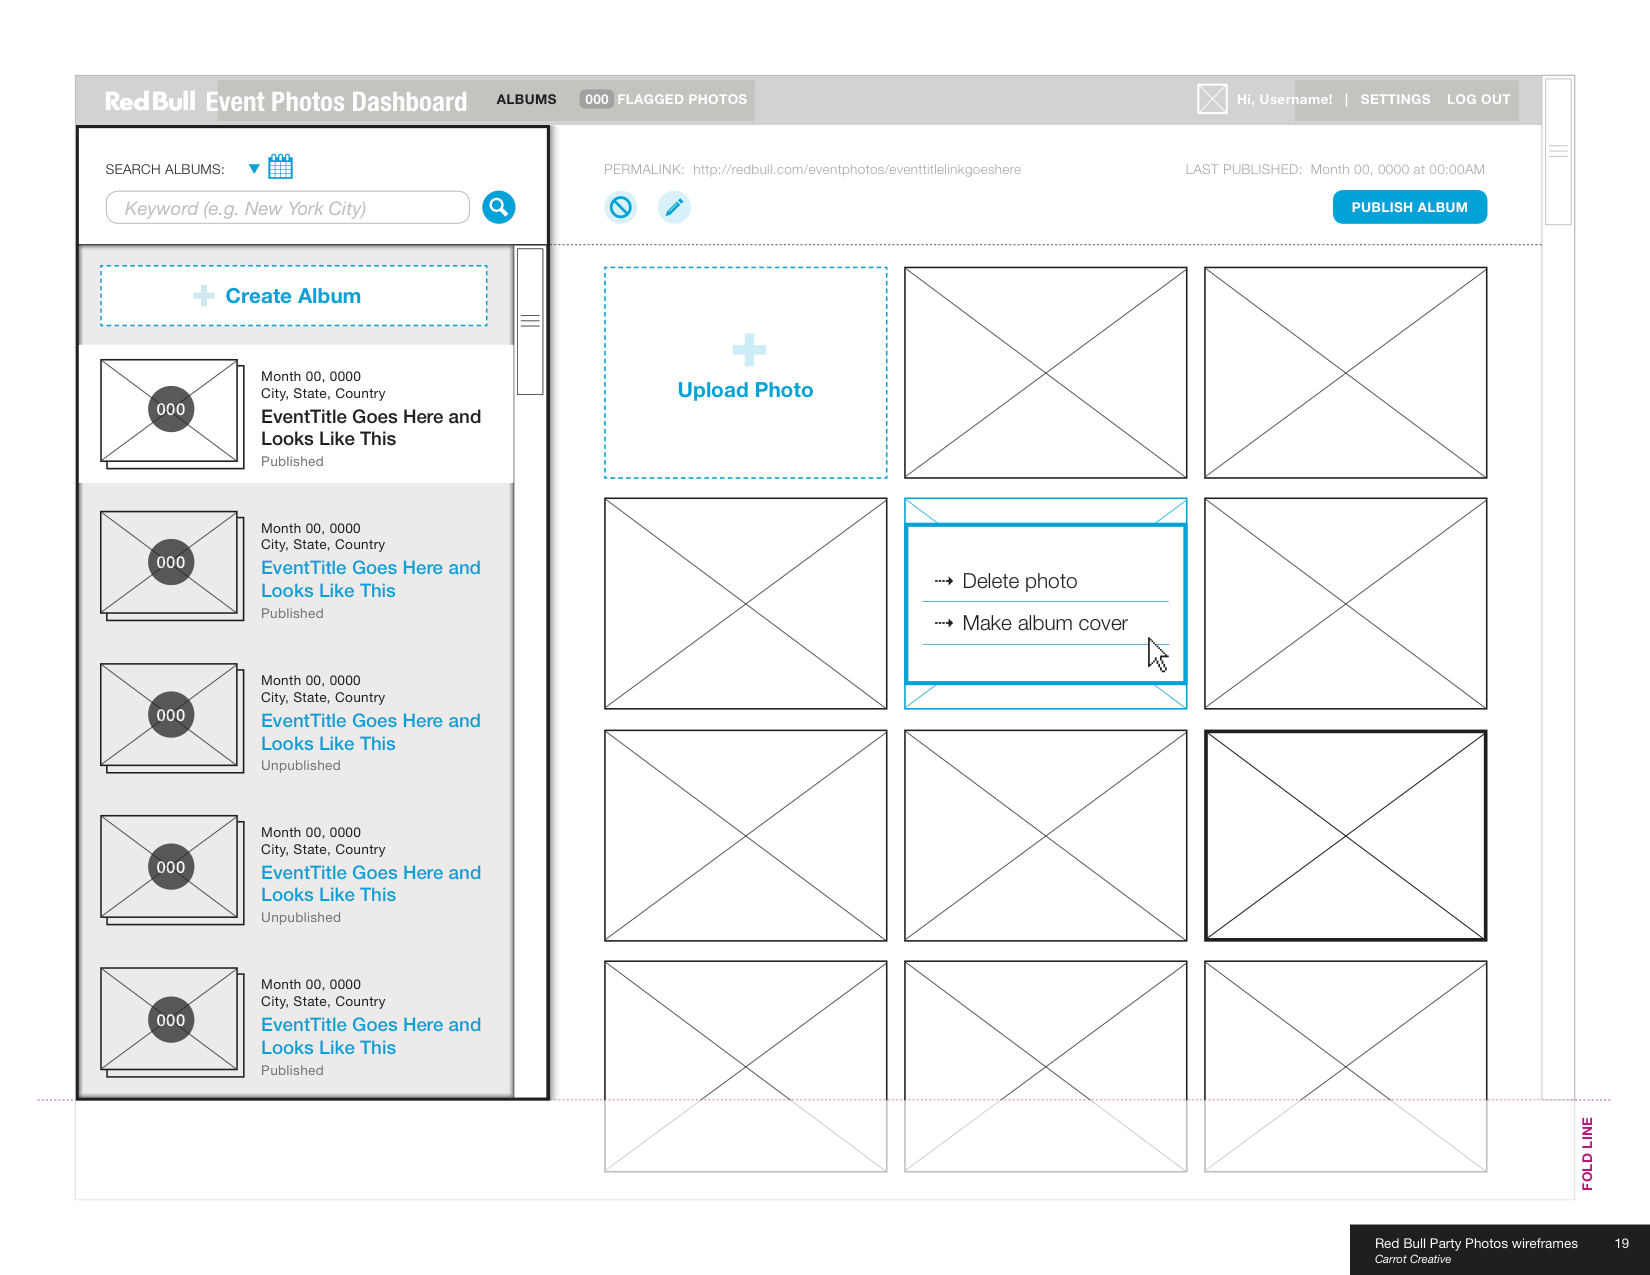 Red Bull Event Photos Dashboard
ALBUMS
000 FLAGGED PHOTOS
Hi, Username! | SETTINGS LOG OUT
SEARCH ALBUMS:
Keyword (e.g. New York City)
PERMALINK: http://redbull.com/eventphotos/eventtitlelinkgoeshere
LAST PUBLISHED: Month 00, 0000 at 00:00AM
PUBLISH ALBUM
Create Album
000
Month 00, 0000
City, State, Country
EventTitle Goes Here and
Looks Like This
Published
000
Month 00, 0000
City, State, Country
EventTitle Goes Here and
Looks Like This
Published
000
Month 00, 0000
City, State, Country
EventTitle Goes Here and
Looks Like This
Unpublished
000
Month 00, 0000
City, State, Country
EventTitle Goes Here and
Looks Like This
Unpublished
000
Month 00, 0000
City, State, Country
EventTitle Goes Here and
Looks Like This
Published
Upload Photo
Delete photo
Make album cover
FOLD LINE
Red Bull Party Photos wireframes 19
Carrot Creative